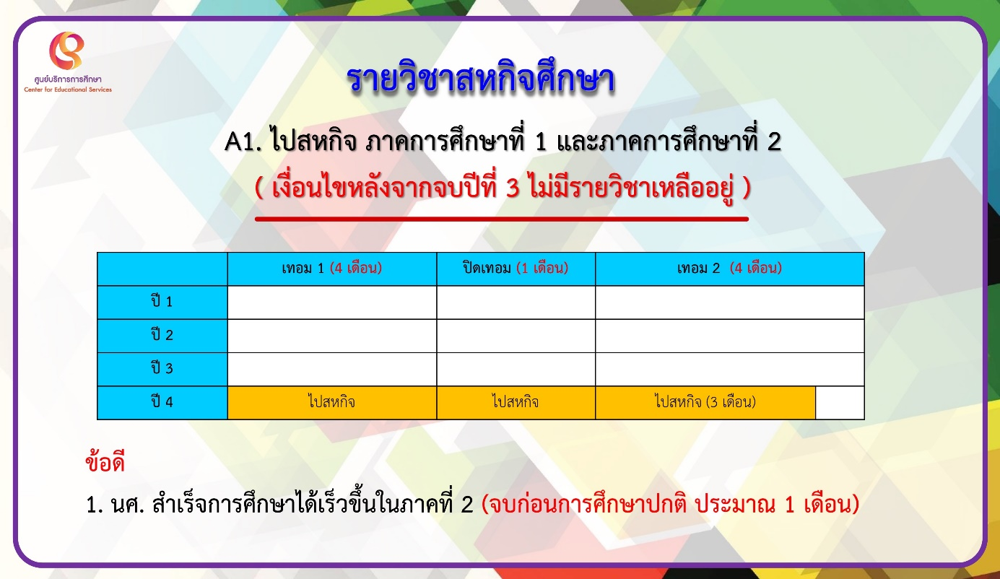 ศูนย์บริการการศึกษา
Center for Educational Services
รายวิชาสหกิจศึกษา
A1. ไปสหกิจ ภาคการศึกษาที่ 1 และภาคการศึกษาที่ 2
( เงื่อนไขหลังจากจบปีที่ 3 ไม่มีรายวิชาเหลืออยู่ )
เทอม 1 (4 เดือน) ปิดเทอม (1 เดือน) เทอม 2 (4 เดือน)
ปี 1
ปี 2
ปี 3
ปี 4 ไปสหกิจ ไปสหกิจ ไปสหกิจ (3 เดือน)
ข้อดี
1. นศ. สำเร็จการศึกษาได้เร็วขึ้นในภาคที่ 2 (จบก่อนการศึกษาปกติ ประมาณ 1 เดือน)